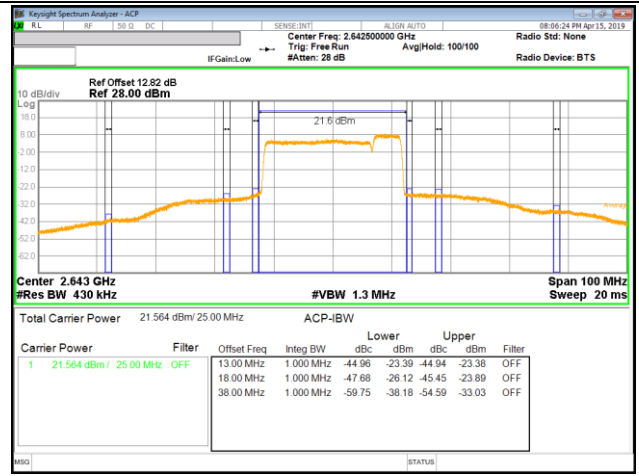 Keysight Spectrum Analyzer - ACP
RL RF 50 Ω DC SENSE:INT ALIGN AUTO 08:06:24 PM Apr 15, 2019
Center Freq: 2.642500000 GHz Radio Std: None
Trig: Free Run Avg|Hold: 100/100
IFGain:Low #Atten: 28 dB Radio Device: BTS
Ref Offset 12.82 dB
10 dB/div Ref 28.00 dBm
Log
18.0
21.6 dBm
8.00
-2.00
-12.0
-22.0
-32.0
-42.0
-52.0
-62.0
Center 2.643 GHz Span 100 MHz
#Res BW 430 kHz #VBW 1.3 MHz Sweep 20 ms
Total Carrier Power 21.564 dBm/ 25.00 MHz ACP-IBW
Lower Upper
Carrier Power Filter Offset Freq Integ BW dBc dBm dBc dBm Filter
1 21.564 dBm / 25.00 MHz OFF 13.00 MHz 1.000 MHz -44.96 -23.39 -44.94 -23.38 OFF
18.00 MHz 1.000 MHz -47.68 -26.12 -45.45 -23.89 OFF
38.00 MHz 1.000 MHz -59.75 -38.18 -54.59 -33.03 OFF
MSG STATUS